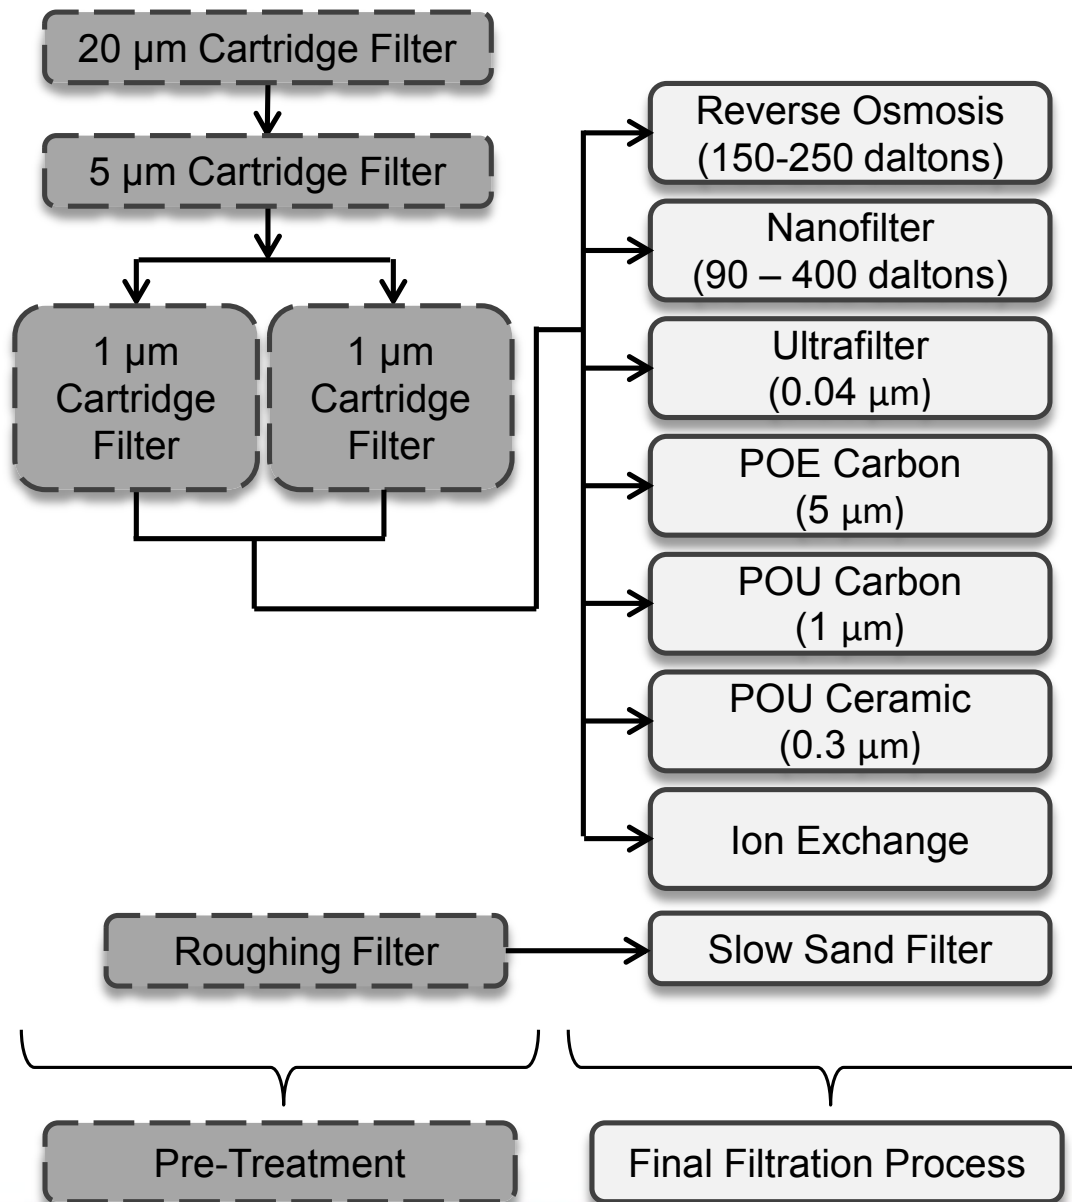 20 µm Cartridge Filter
5 µm Cartridge Filter
1 µm
Cartridge
Filter
1 µm
Cartridge
Filter
Reverse Osmosis
(150-250 daltons)
Nanofilter
(90 – 400 daltons)
Ultrafilter
(0.04 µm)
POE Carbon
(5 µm)
POU Carbon
(1 µm)
POU Ceramic
(0.3 µm)
Ion Exchange
Roughing Filter
Slow Sand Filter
Pre-Treatment
Final Filtration Process